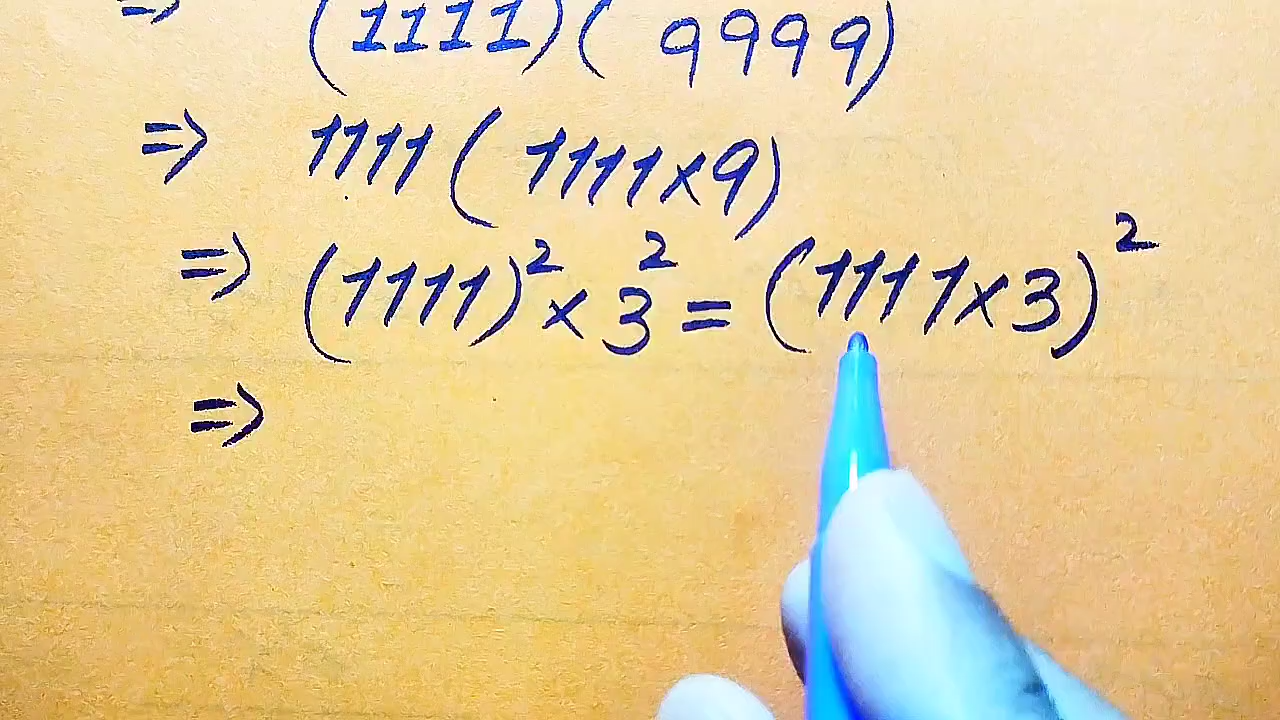 => (1111)(9999)
=> 1111(1111×9)
=> (1111)²×3² = (1111×3)²
=>